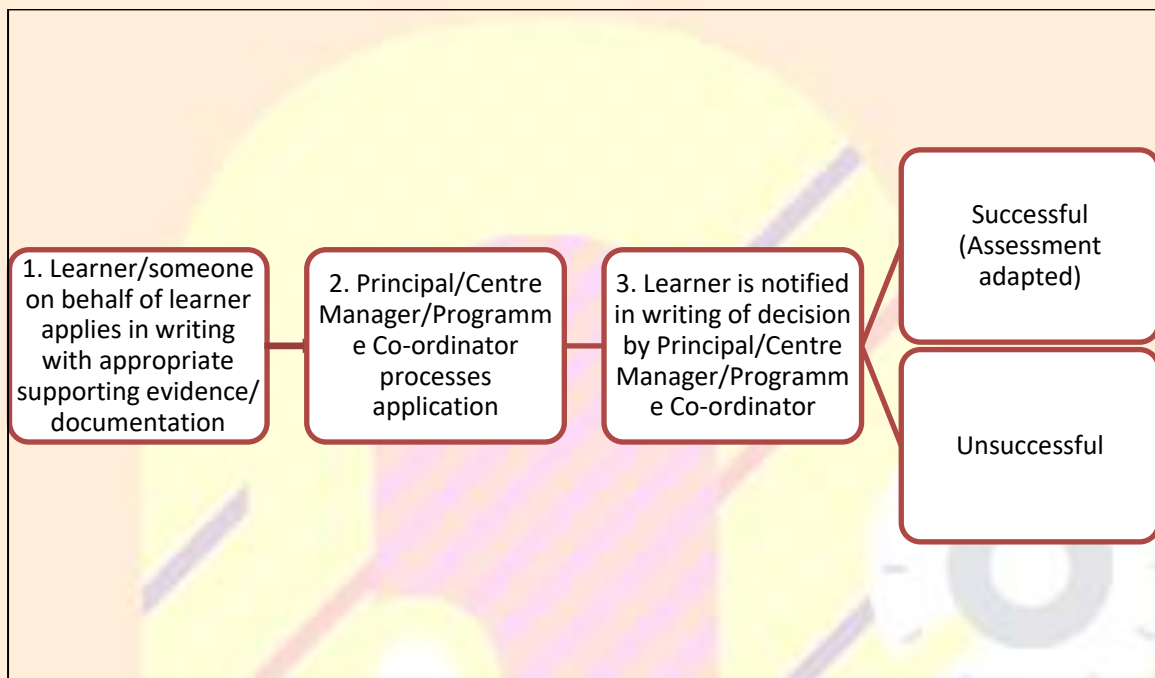 1. Learner/someone
on behalf of learner
applies in writing
with appropriate
supporting evidence/
documentation
2. Principal/Centre
Manager/Programm
e Co-ordinator
processes
application
3. Learner is notified
in writing of decision
by Principal/Centre
Manager/Programm
e Co-ordinator
Successful
(Assessment
adapted)
Unsuccessful